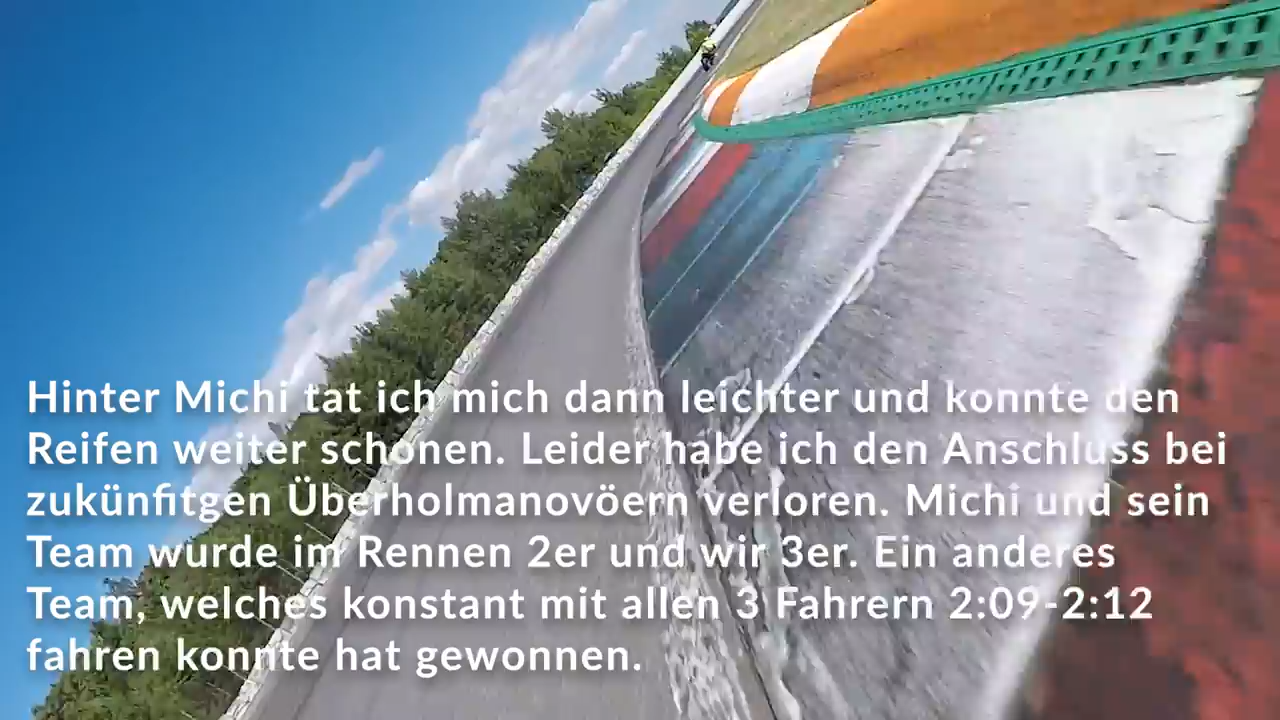 Hinter Michi tat ich mich dann leichter und konnte den
Reifen weiter schonen. Leider habe ich den Anschluss bei
zukünfitgen Überholmanovöern verloren. Michi und sein
Team wurde im Rennen 2er und wir 3er. Ein anderes
Team, welches konstant mit allen 3 Fahrern 2:09-2:12
fahren konnte hat gewonnen.